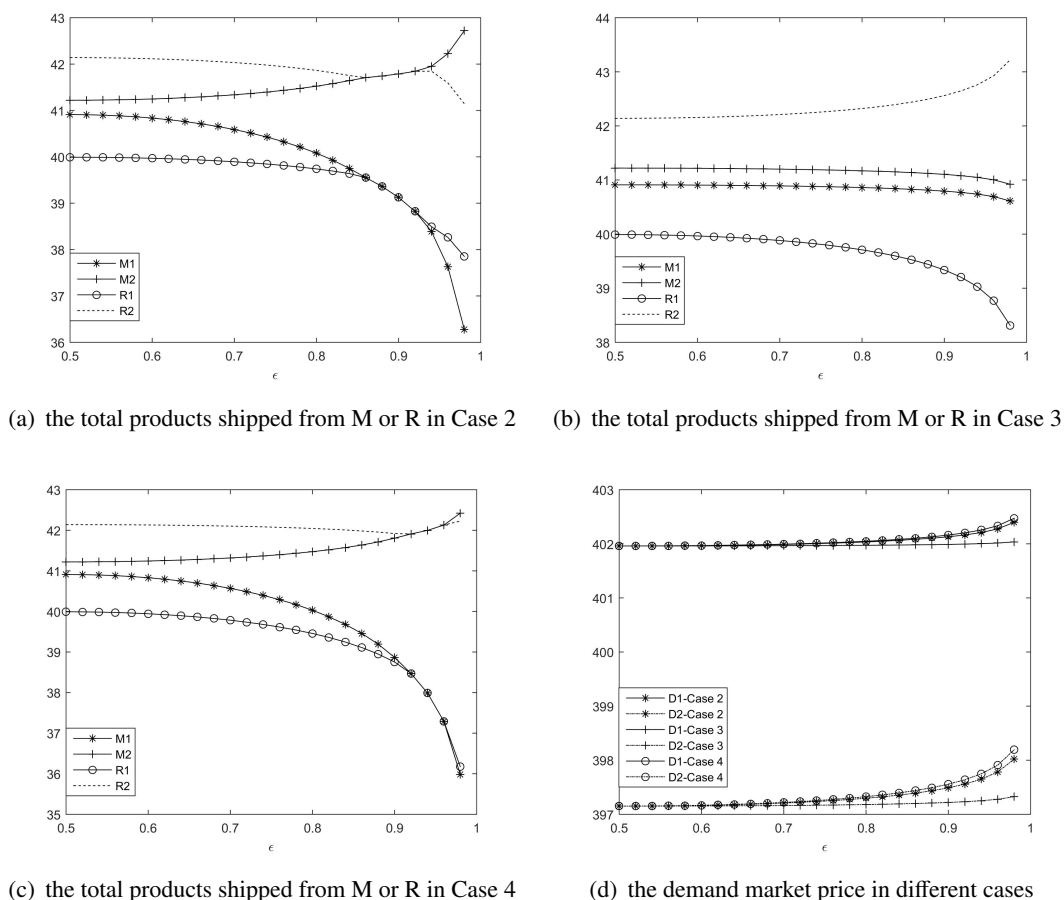 43
42
41
40
39
38
37
36
0.5 0.6 0.7 0.8 0.9 1
ϵ
M1
M2
R1
R2
(a) the total products shipped from M or R in Case 2
44
43
42
41
40
39
38
0.5 0.6 0.7 0.8 0.9 1
ϵ
M1
M2
R1
R2
(b) the total products shipped from M or R in Case 3
43
42
41
40
39
38
37
36
35
0.5 0.6 0.7 0.8 0.9 1
ϵ
M1
M2
R1
R2
(c) the total products shipped from M or R in Case 4
403
402
401
400
399
398
397
0.5 0.6 0.7 0.8 0.9 1
ϵ
D1-Case 2
D2-Case 2
D1-Case 3
D2-Case 3
D1-Case 4
D2-Case 4
(d) the demand market price in different cases